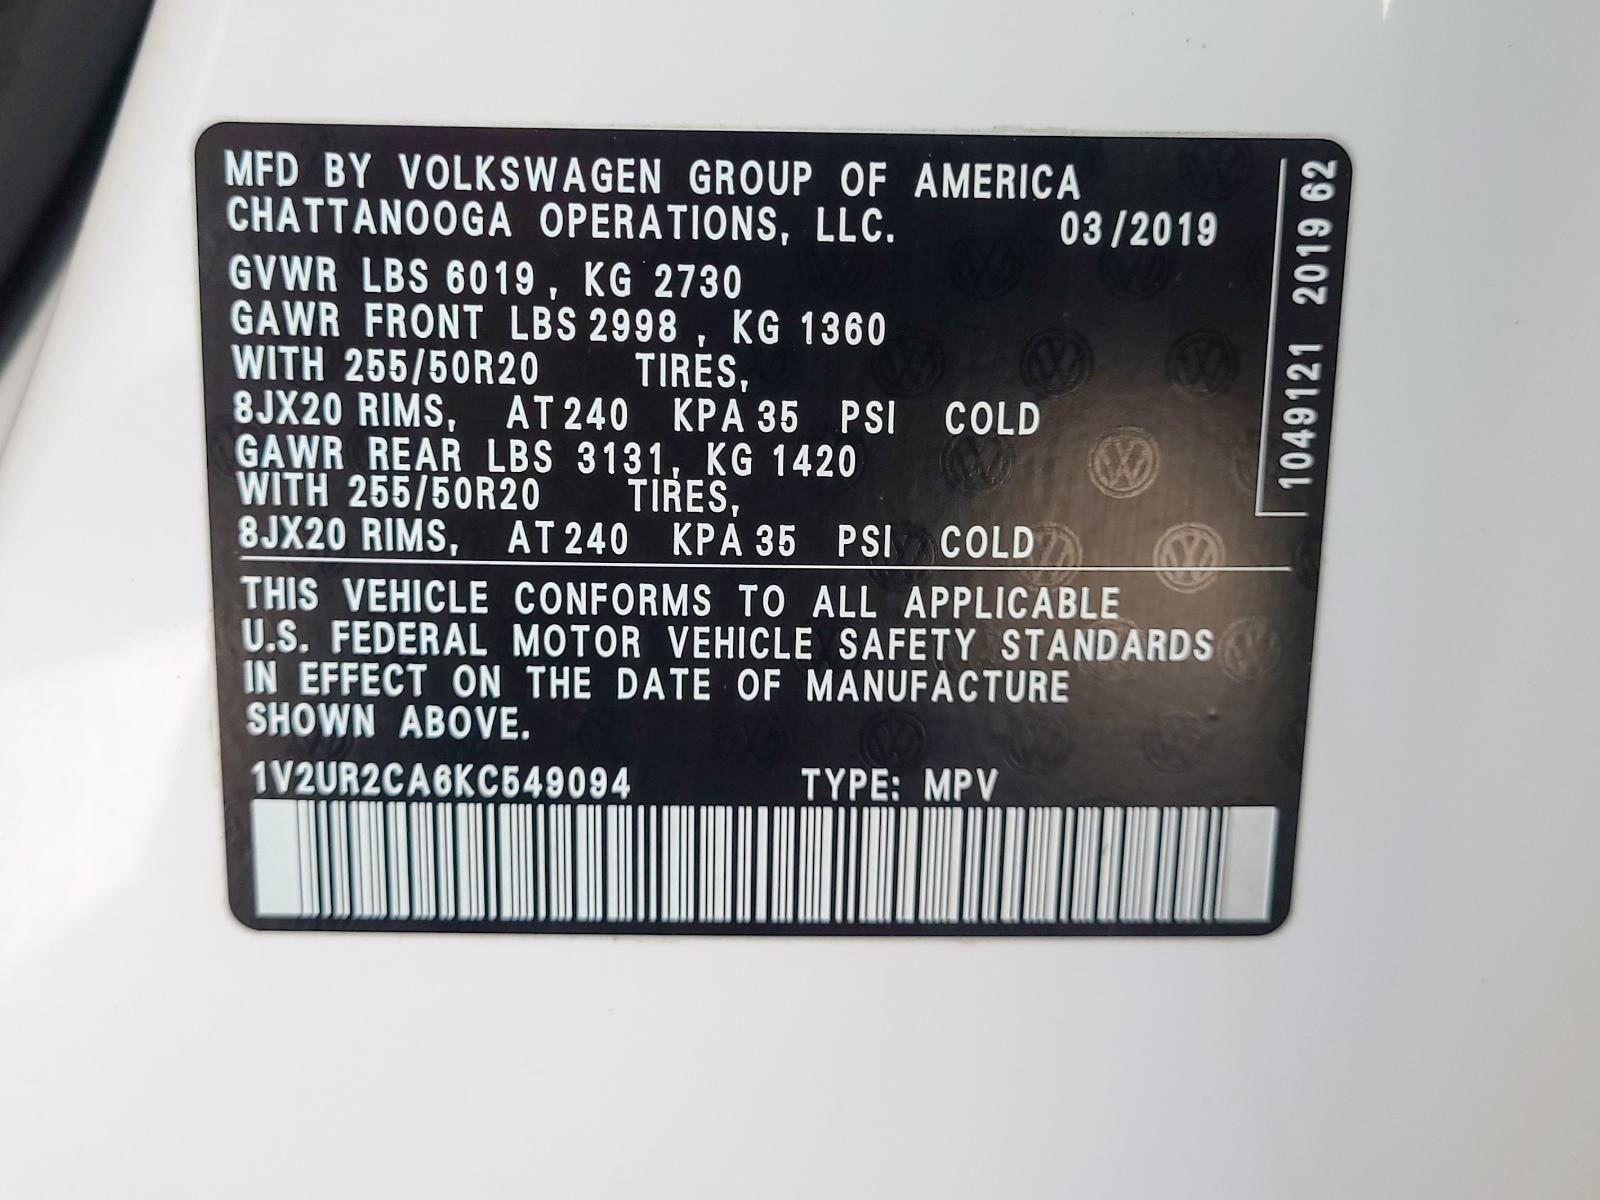 MFD BY VOLKSWAGEN GROUP OF AMERICA
CHATTANOOGA OPERATIONS, LLC. 03/2019
GVWR LBS 6019, KG 2730
GAWR FRONT LBS 2998, KG 1360
WITH 255/50R20 TIRES,
8JX20 RIMS, AT 240 KPA 35 PSI COLD
GAWR REAR LBS 3131, KG 1420
WITH 255/50R20 TIRES,
8JX20 RIMS, AT 240 KPA 35 PSI COLD
THIS VEHICLE CONFORMS TO ALL APPLICABLE
U.S. FEDERAL MOTOR VEHICLE SAFETY STANDARDS
IN EFFECT ON THE DATE OF MANUFACTURE
SHOWN ABOVE.
1V2UR2CA6KC549094 TYPE: MPV
1049121 2019 62